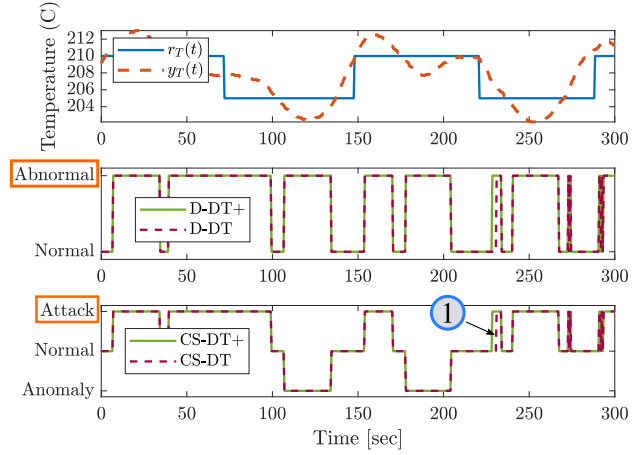 Temperature (C)
212
210
208
206
204
r_T(t)
y_T(t)
0 50 100 150 200 250 300
Abnormal
Normal
D-DT+
D-DT
0 50 100 150 200 250 300
Attack
Normal
Anomaly
CS-DT+
CS-DT
1
0 50 100 150 200 250 300
Time [sec]